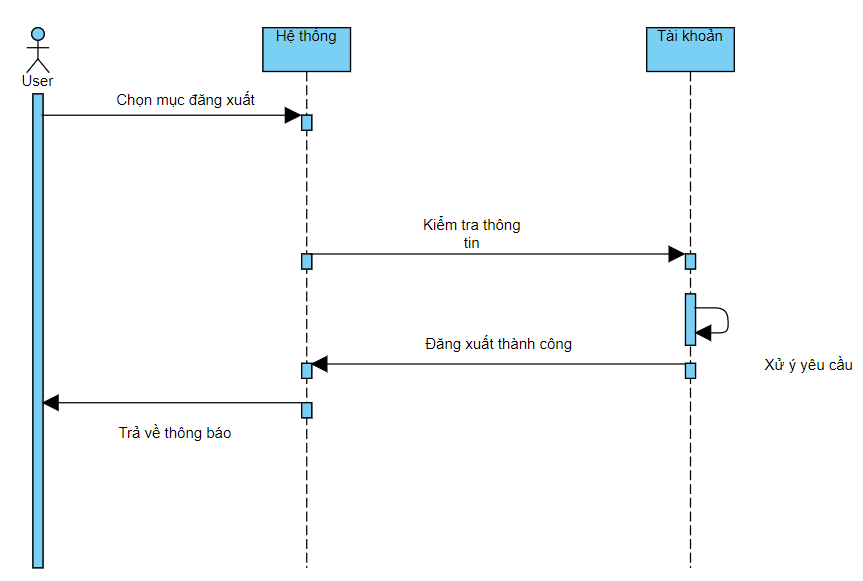 Hệ thống
Tài khoản
User
Chọn mục đăng xuất
Kiểm tra thông
tin
Đăng xuất thành công
Xử ý yêu cầu
Trả về thông báo